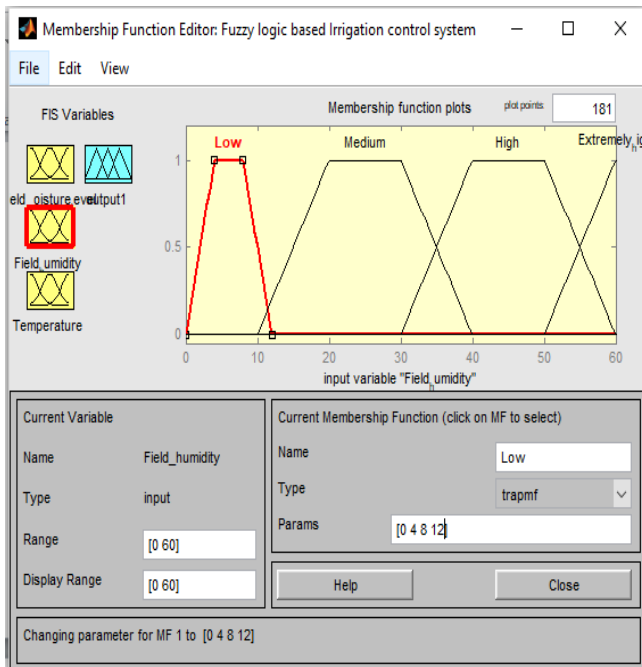 Membership Function Editor: Fuzzy logic based Irrigation control system
File Edit View
FIS Variables
Membership function plots plot points 181
Low Medium High Extremely_hig
eld_oisture_evel output1
Field_umidity
Temperature
1
0.5
0
0 10 20 30 40 50 60
input variable "Field_humidity"
Current Variable
Name Field_humidity
Type input
Range [0 60]
Display Range [0 60]
Current Membership Function (click on MF to select)
Name Low
Type trapmf
Params [0 4 8 12]
Help Close
Changing parameter for MF 1 to [0 4 8 12]